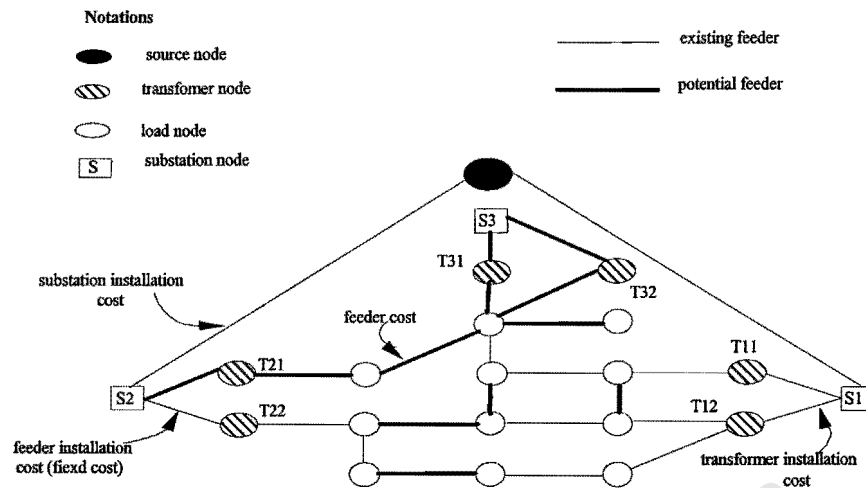 Notations
source node
transfomer node
load node
S
substation node
existing feeder
potential feeder
S3
T31
T32
substation installation
cost
feeder cost
T21
T11
S2
S1
T22
T12
feeder installation
cost (fiexd cost)
transformer installation
cost